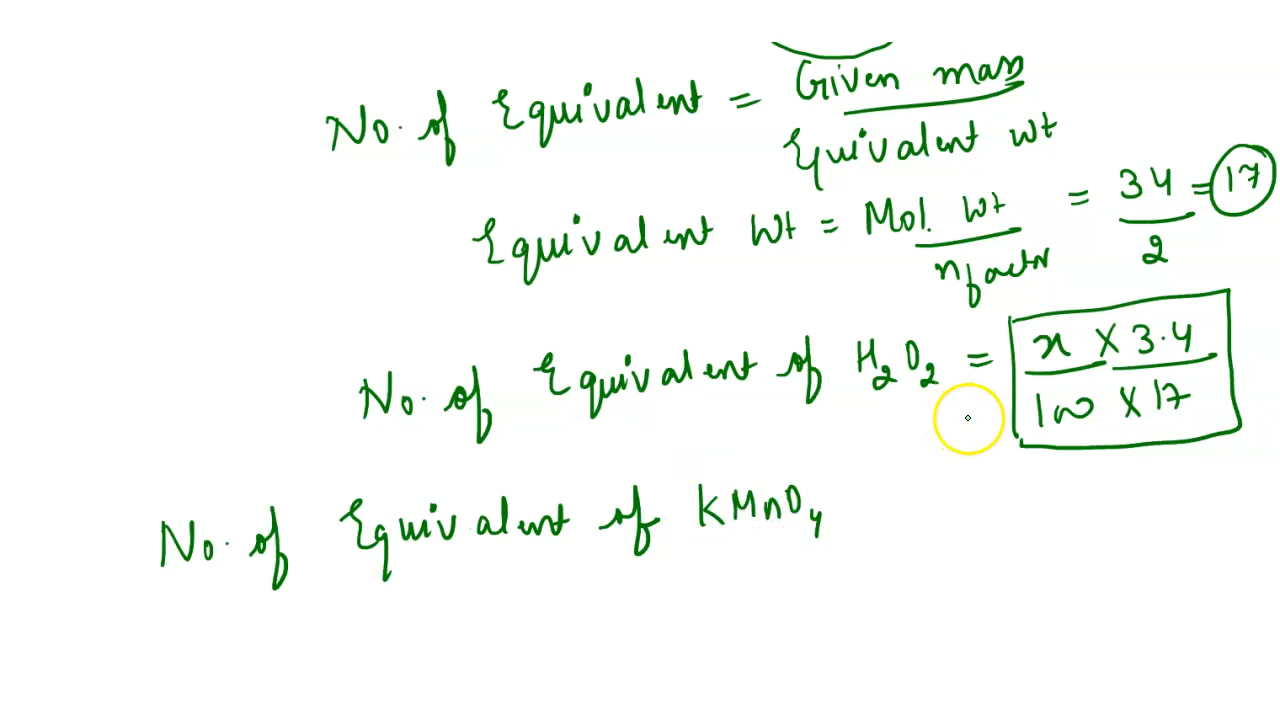 No. of Equivalent = Given mass / Equivalent wt
Equivalent Wt = Mol. Wt / n factor = 34 / 2 = 17
No. of Equivalent of H₂O₂ = x × 3.4 / 100 × 17
No. of Equivalent of KMnO₄